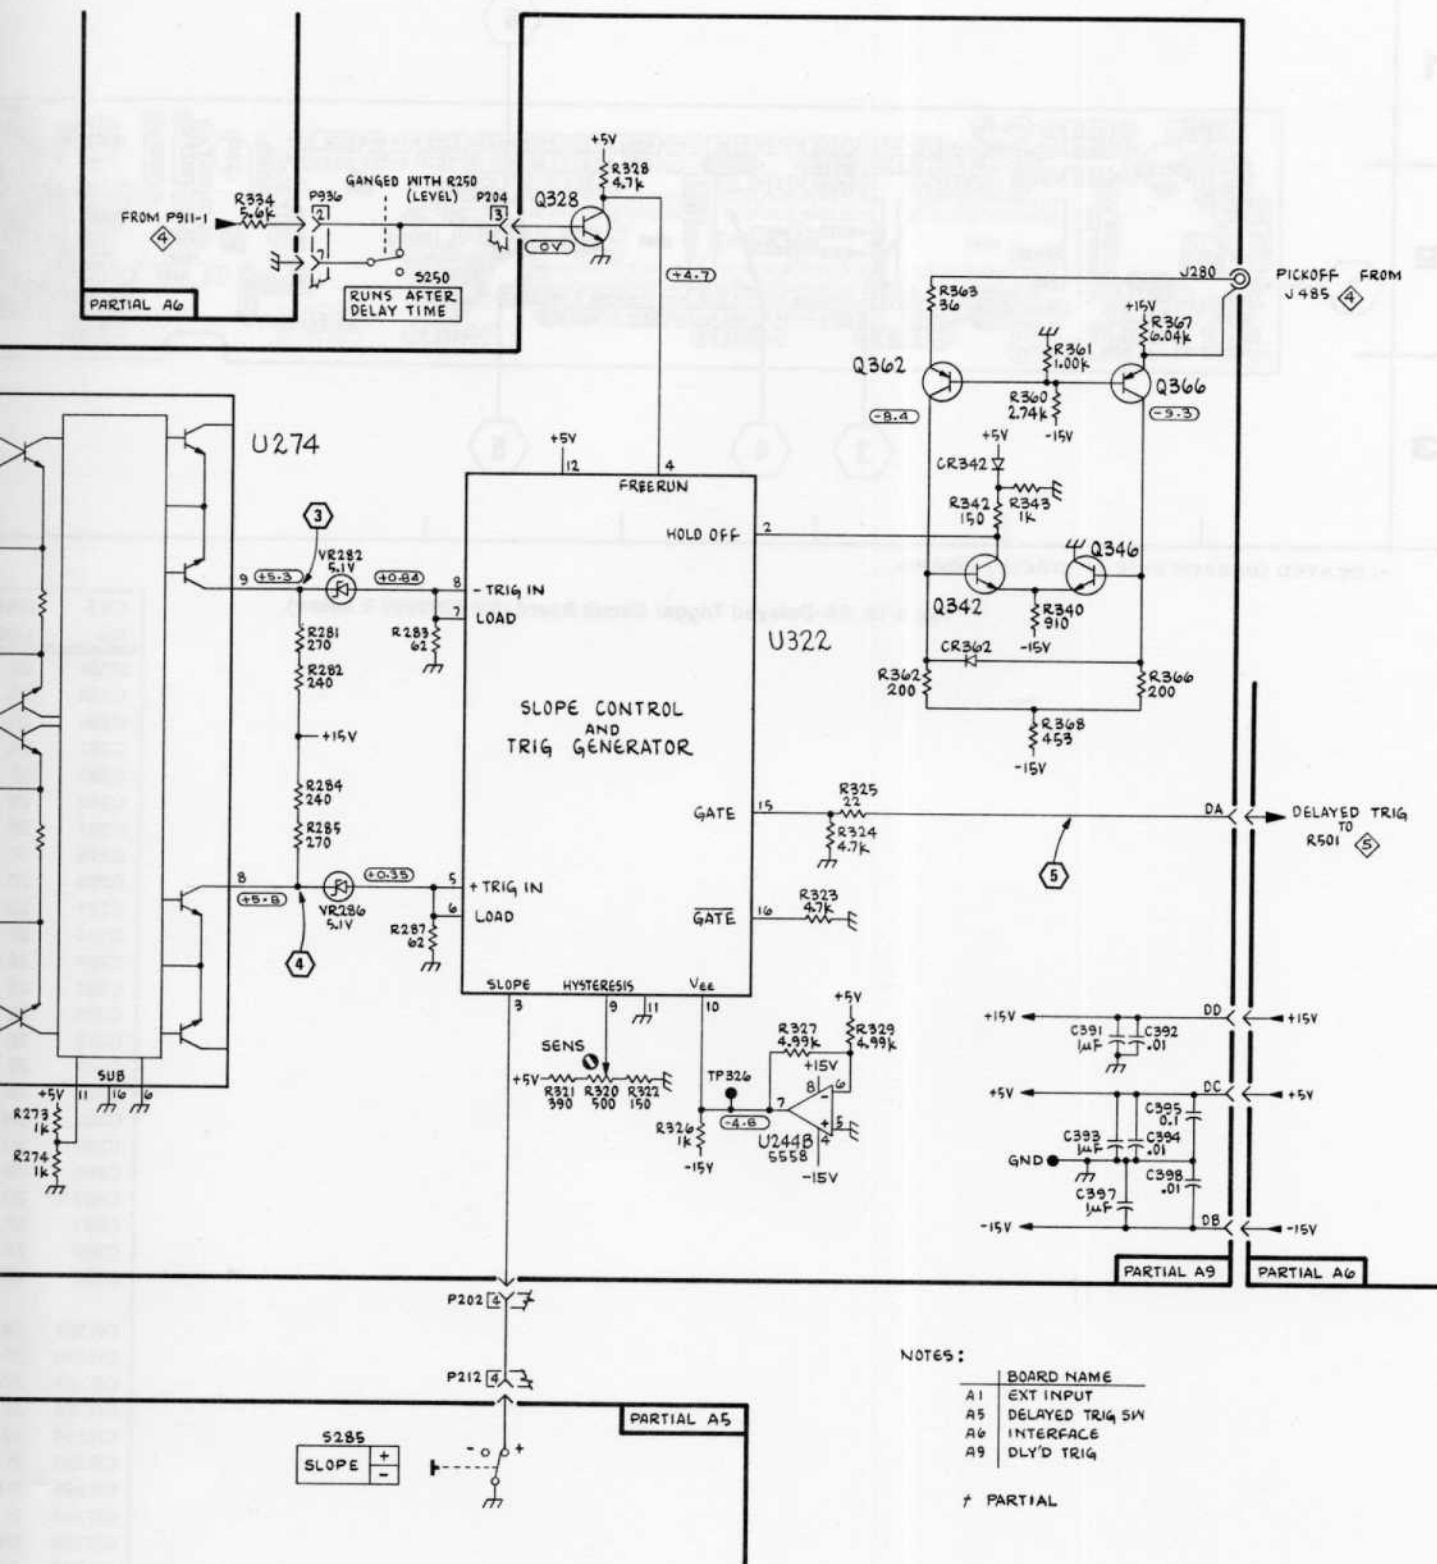 +5V
R328
4.7k
GANGED WITH R250
(LEVEL)
R334
5.6k
P936
P204
Q328
2
3
FROM P911-1
4
0V
+4.7
1
S250
RUNS AFTER
DELAY TIME
PARTIAL A6
J280
PICKOFF FROM
J485 4
R363
36
+15V
R367
6.04k
R361
1.00k
Q362
Q366
R360
2.74k
-8.4
-9.3
-15V
+5V
CR342
R342
150
R343
1k
Q346
Q342
R340
910
-15V
CR362
R362
200
R366
200
R368
453
-15V
U274
+5V
12
4
FREERUN
HOLD OFF
2
3
VR282
5.1V
9
+5.3
+0.84
8
- TRIG IN
7
LOAD
R281
270
R283
62
R282
240
U322
SLOPE CONTROL
AND
TRIG GENERATOR
+15V
R284
240
R285
270
R325
22
GATE
15
DA
DELAYED TRIG
TO
R501 5
R324
4.7k
8
+0.35
5
+ TRIG IN
+5.8
VR286
5.1V
6
LOAD
R287
62
4
5
R323
4.7k
GATE
16
SLOPE
HYSTERESIS
VEE
3
9
11
10
+5V
R327
4.99k
R329
4.99k
SENS
+15V
8
6
-
TP326
+5V
R321
390
R320
500
R322
150
7
+
5
-4.8
4
R326
1k
U244B
5558
-15V
-15V
SUB
+5V
11
16
6
R273
1k
R274
1k
+15V
DD
+15V
C391
1µF
C392
.01
+5V
DC
+5V
C395
0.1
C393
1µF
C394
.01
GND
C397
1µF
C398
.01
-15V
DB
-15V
PARTIAL A9
PARTIAL A6
P202 4 †
P212 4
PARTIAL A5
S285
SLOPE
+
-
- +
NOTES:
BOARD NAME
A1 EXT INPUT
A5 DELAYED TRIG SW
A6 INTERFACE
A9 DLY'D TRIG
† PARTIAL